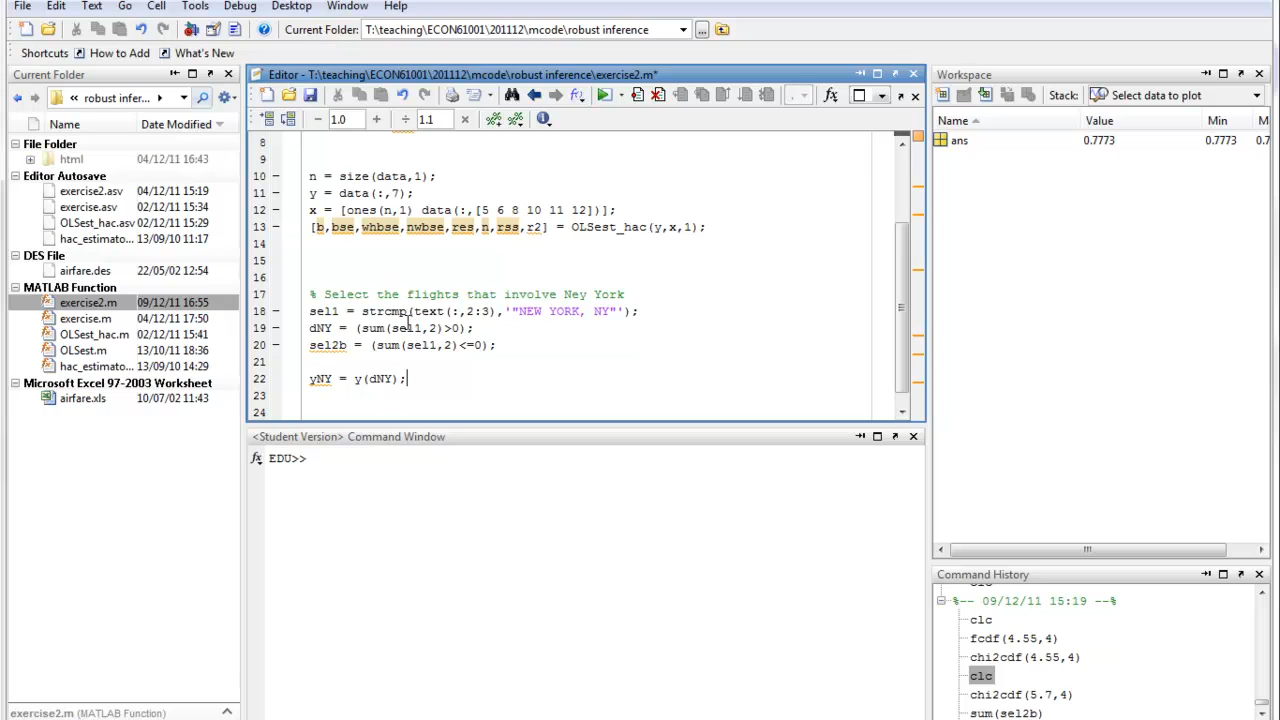 File Edit Text Go Cell Tools Debug Desktop Window Help
Current Folder: T:\teaching\ECON61001\201112\mcode\robust inference
Shortcuts How to Add What's New
Current Folder
« robust infer... ▸
Name Date Modified
File Folder
html 04/12/11 16:43
Editor Autosave
exercise2.asv 04/12/11 15:19
exercise.asv 02/12/11 15:34
OLSest_hac.asv 02/12/11 15:29
hac_estimato... 13/09/10 11:17
DES File
airfare.des 22/05/02 12:54
MATLAB Function
exercise2.m 09/12/11 16:55
exercise.m 04/12/11 17:50
OLSest_hac.m 02/12/11 15:41
OLSest.m 13/10/11 18:36
hac_estimato... 13/09/10 14:29
Microsoft Excel 97-2003 Worksheet
airfare.xls 10/07/02 11:43
exercise2.m (MATLAB Function)
Editor - T:\teaching\ECON61001\201112\mcode\robust inference\exercise2.m*
− 1.0 + ÷ 1.1 ×
8
9
10 − n = size(data,1);
11 − y = data(:,7);
12 − x = [ones(n,1) data(:,[5 6 8 10 11 12])];
13 − [b,bse,whbse,nwbse,res,n,rss,r2] = OLSest_hac(y,x,1);
14
15
16
17 % Select the flights that involve Ney York
18 − sel1 = strcmp(text(:,2:3),'"NEW YORK, NY"');
19 − dNY = (sum(sel1,2)>0);
20 − sel2b = (sum(sel1,2)<=0);
21
22 − yNY = y(dNY);
23
24
<Student Version> Command Window
fx EDU>>
Workspace
Stack: Select data to plot
Name Value Min M
ans 0.7773 0.7773 0.7
Command History
clc
%-- 09/12/11 15:19 --%
clc
fcdf(4.55,4)
chi2cdf(4.55,4)
clc
chi2cdf(5.7,4)
sum(sel2b)